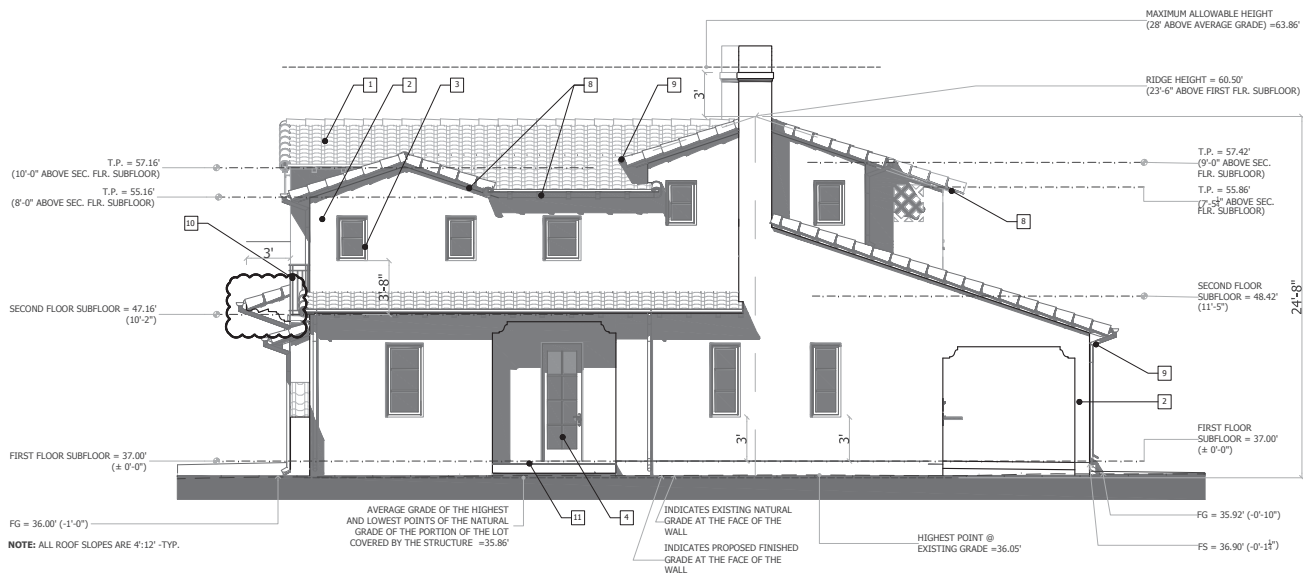 MAXIMUM ALLOWABLE HEIGHT
(28' ABOVE AVERAGE GRADE) =63.86'
RIDGE HEIGHT = 60.50'
(23'-6" ABOVE FIRST FLR. SUBFLOOR)
1
2
3
8
9
3'
T.P. = 57.16'
(10'-0" ABOVE SEC. FLR. SUBFLOOR)
T.P. = 55.16'
(8'-0" ABOVE SEC. FLR. SUBFLOOR)
T.P. = 57.42'
(9'-0" ABOVE SEC.
FLR. SUBFLOOR)
T.P. = 55.86'
ABOVE SEC.
FLR. SUBFLOOR)
8
10
3'
3'-8"
SECOND FLOOR SUBFLOOR = 47.16'
(10'-2")
SECOND FLOOR
SUBFLOOR = 48.42'
(11'-5")
24'-8"
9
2
3'
3'
FIRST FLOOR SUBFLOOR = 37.00'
(± 0'-0")
FIRST FLOOR
SUBFLOOR = 37.00'
(± 0'-0")
11
4
FG = 36.00' (-1'-0")
NOTE: ALL ROOF SLOPES ARE 4':12' -TYP.
AVERAGE GRADE OF THE HIGHEST
AND LOWEST POINTS OF THE NATURAL
GRADE OF THE PORTION OF THE LOT
COVERED BY THE STRUCTURE =35.86'
INDICATES EXISTING NATURAL
GRADE AT THE FACE OF THE
WALL
INDICATES PROPOSED FINISHED
GRADE AT THE FACE OF THE
WALL
HIGHEST POINT @
EXISTING GRADE =36.05'
FG = 35.92' (-0'-10")
FS = 36.90'